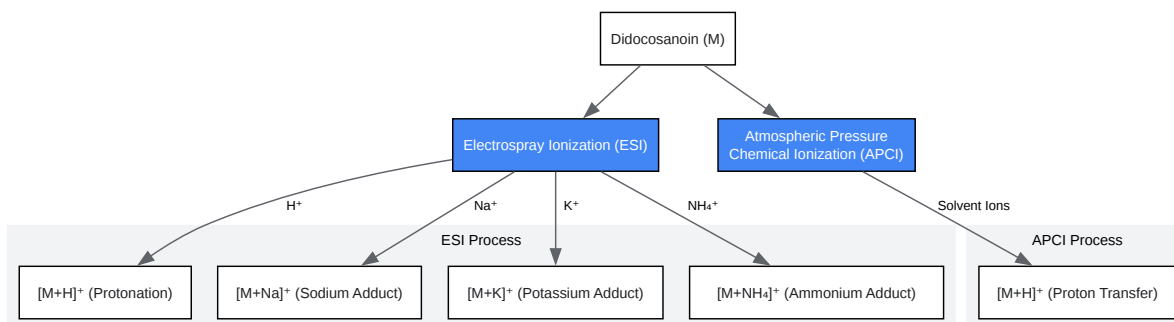 Didocosanoin (M)
Electrospray Ionization (ESI)
Atmospheric Pressure
Chemical Ionization (APCI)
H⁺
Na⁺
K⁺
NH₄⁺
Solvent Ions
ESI Process
APCI Process
[M+H]⁺ (Protonation)
[M+Na]⁺ (Sodium Adduct)
[M+K]⁺ (Potassium Adduct)
[M+NH₄]⁺ (Ammonium Adduct)
[M+H]⁺ (Proton Transfer)